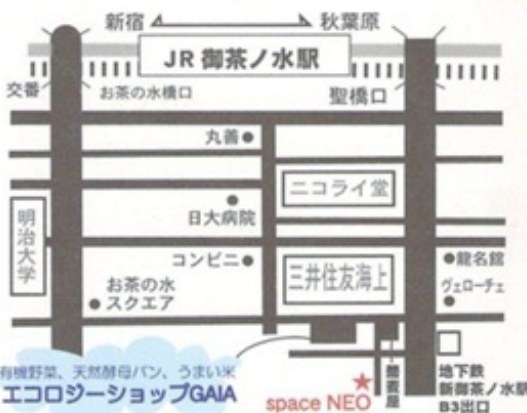 新宿 秋葉原
JR 御茶ノ水駅
交番
お茶の水橋口
聖橋口
丸善
ニコライ堂
日大病院
明治大学
コンビニ
三井住友海上
龍名館
お茶の水
スクエア
ヴェローチェ
有機野菜、天然酵母パン、うまい米
エコロジーショップGAIA
space NEO
地下鉄
新御茶ノ水駅
B3出口